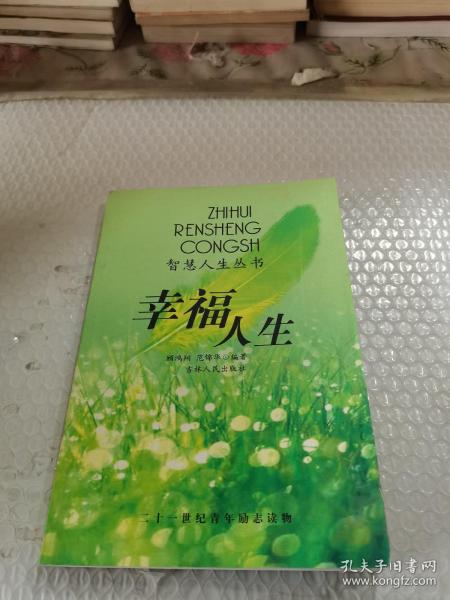 ZHIHUI
RENSHENG
CONGSH
智慧人生丛书
幸福人生
顾鸿翔 范锦华◎编著
吉林人民出版社
二十一世纪青年励志读物
孔夫子旧书网
www.kongfz.com